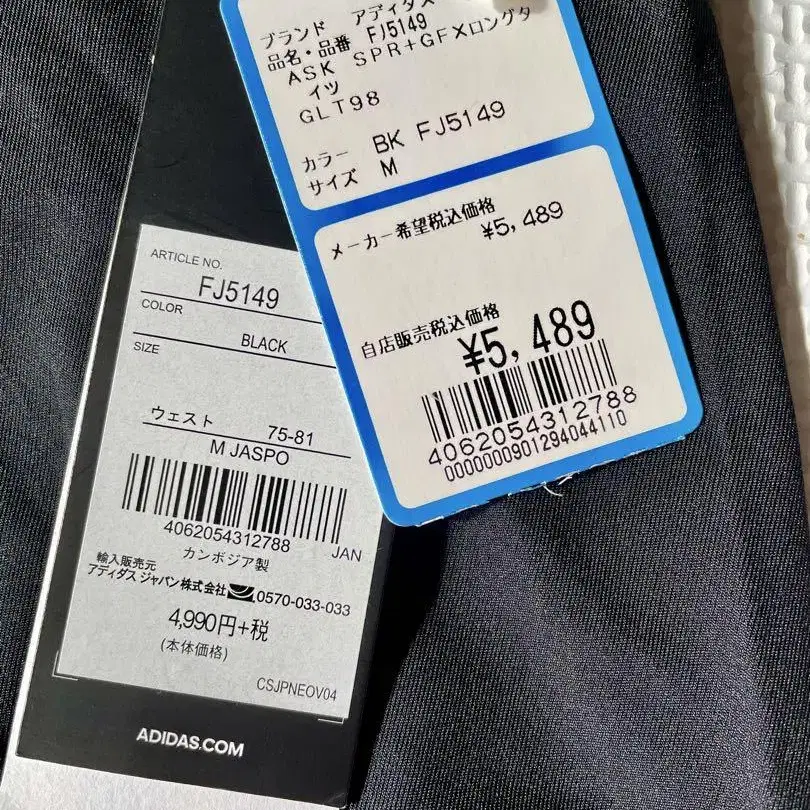 ブランド アディダス
品名・品番 FJ5149
ASK SPR+GFXロングタ
イツ
GLT98
カラー BK FJ5149
サイズ M
メーカー希望税込価格
¥5,489
自店販売税込価格
¥5,489
4062054312788
0000000901294044110
ARTICLE NO.
FJ5149
COLOR
BLACK
SIZE
ウェスト 75-81
M JASPO
4062054312788 JAN
カンボジア製
輸入販売元
アディダス ジャパン株式会社 0570-033-033
4,990円+税
(本体価格)
CSJPNEOV04
ADIDAS.COM